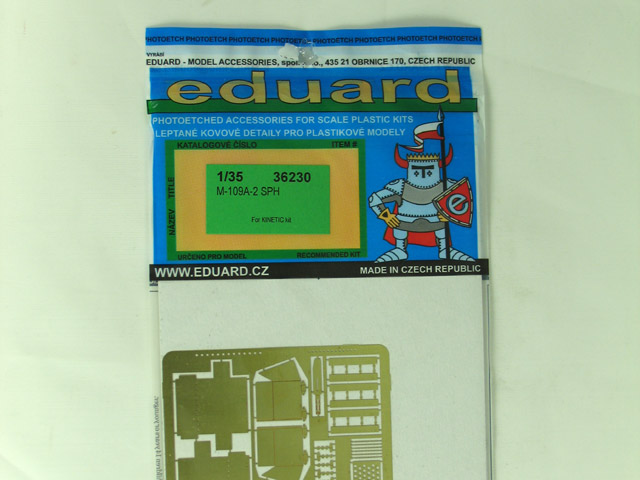 PHOTOETCH PHOTOETCH PHOTOETCH PHOTOETCH PHOTOETCH PHOTOETCH PHOTOETCH PHOTOETCH
VYRÁBÍ
EDUARD - MODEL ACCESSORIES, spol. 435 21 OBRNICE 170, CZECH REPUBLIC
eduard
PHOTOETCHED ACCESSORIES FOR SCALE PLASTIC KITS
LEPTANÉ KOVOVÉ DETAILY PRO PLASTIKOVÉ MODELY
KATALOGOVÉ ČÍSLO ITEM #
NÁZEV TITLE
1/35 36230
M-109A-2 SPH
For KINETIC kit
URČENO PRO MODEL RECOMMENDED KIT
e
WWW.EDUARD.CZ MADE IN CZECH REPUBLIC